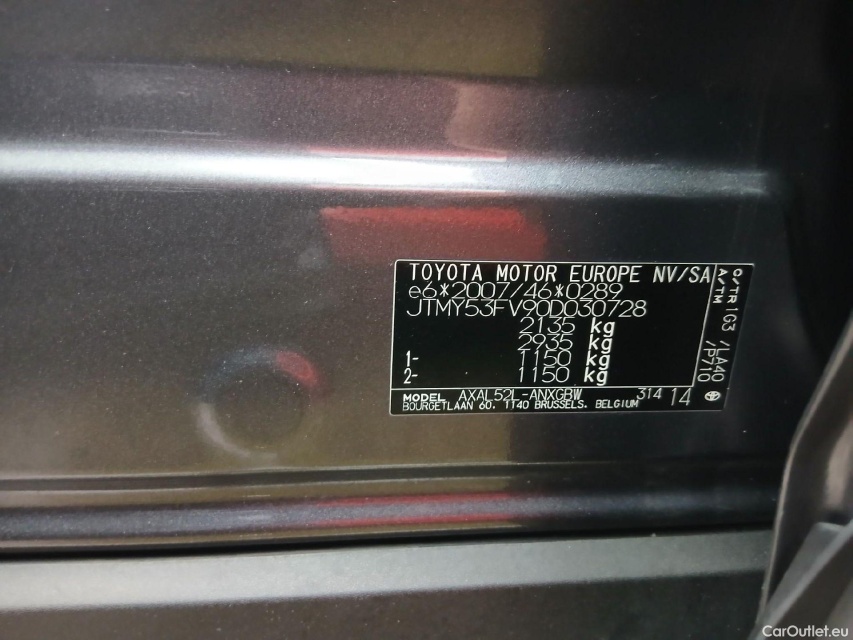 TOYOTA MOTOR EUROPE NV/SA
e6*2007/46*0289
JTMY53FV90D030728
2135 kg
2935 kg
1- 1150 kg
2- 1150 kg
MODEL AXAL52L-ANXGBW 314 14
BOURGETLAAN 60. 1140 BRUSSELS. BELGIUM
C/TR 1G3 /LA40
A/TM /P710
CarOutlet.eu